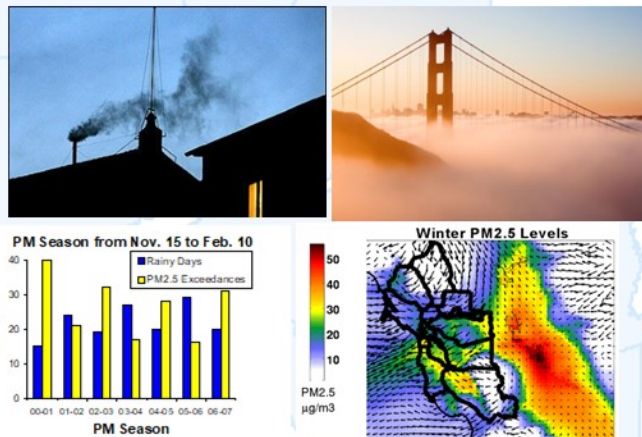 PM Season from Nov. 15 to Feb. 10
Rainy Days
PM2.5 Exceedances
40
30
20
10
0
00-01 01-02 02-03 03-04 04-05 05-06 06-07
PM Season
Winter PM2.5 Levels
50
40
30
20
10
PM2.5
µg/m3